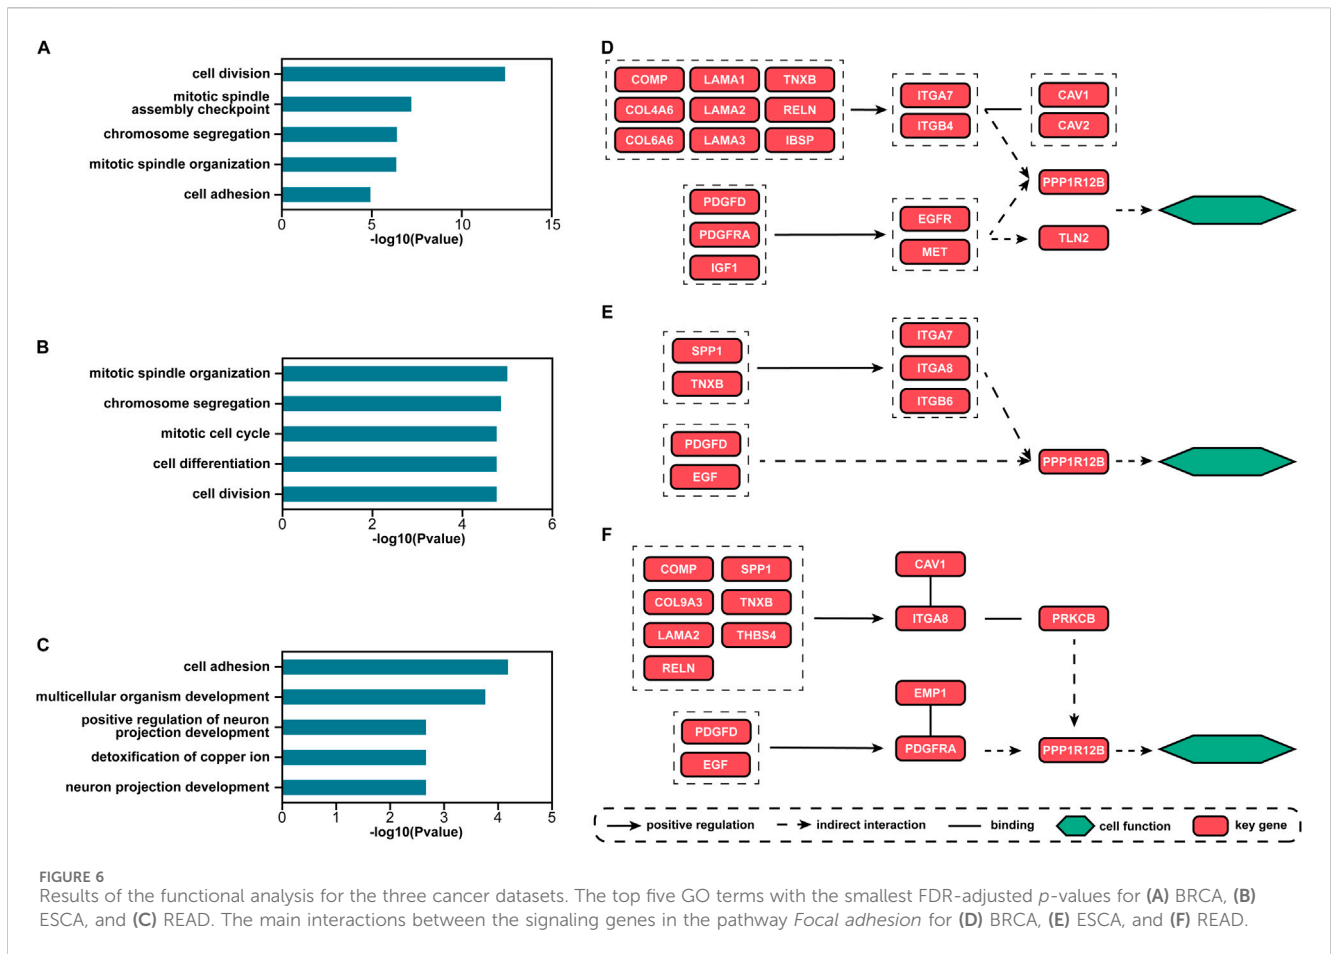 A
cell division
mitotic spindle
assembly checkpoint
chromosome segregation
mitotic spindle organization
cell adhesion
0 5 10 15
-log10(Pvalue)
B
mitotic spindle organization
chromosome segregation
mitotic cell cycle
cell differentiation
cell division
0 2 4 6
-log10(Pvalue)
C
cell adhesion
multicellular organism development
positive regulation of neuron
projection development
detoxification of copper ion
neuron projection development
0 1 2 3 4 5
-log10(Pvalue)
D
COMP LAMA1 TNXB
COL4A6 LAMA2 RELN
COL6A6 LAMA3 IBSP
ITGA7
ITGB4
CAV1
CAV2
PDGFD
PDGFRA
IGF1
EGFR
MET
PPP1R12B
TLN2
E
SPP1
TNXB
ITGA7
ITGA8
ITGB6
PDGFD
EGF
PPP1R12B
F
COMP SPP1
COL9A3 TNXB
LAMA2 THBS4
RELN
CAV1
ITGA8
PRKCB
PDGFD
EGF
EMP1
PDGFRA
PPP1R12B
positive regulation indirect interaction binding cell function key gene
FIGURE 6
Results of the functional analysis for the three cancer datasets. The top five GO terms with the smallest FDR-adjusted p-values for (A) BRCA, (B)
ESCA, and (C) READ. The main interactions between the signaling genes in the pathway Focal adhesion for (D) BRCA, (E) ESCA, and (F) READ.